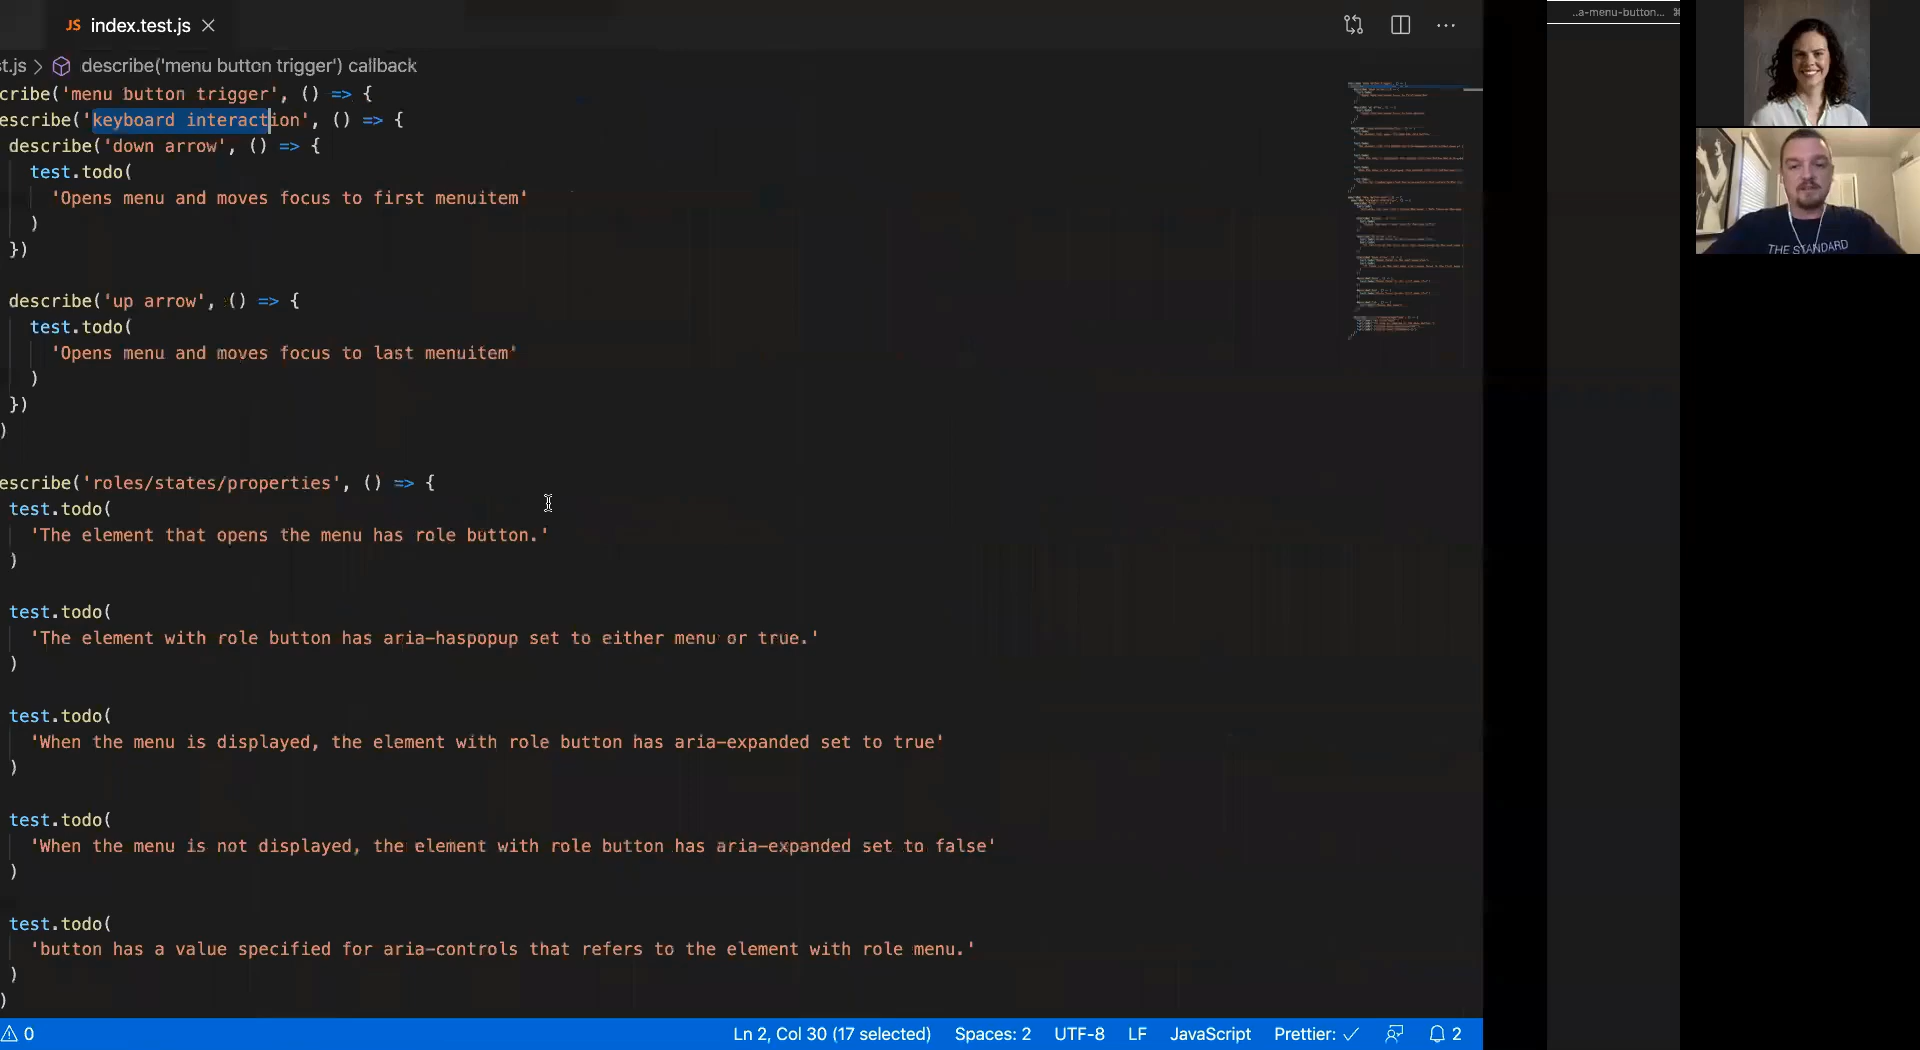 JS index.test.js
..a-menu-button...
t.js > describe('menu button trigger') callback
cribe('menu button trigger', () => {
escribe('keyboard interaction', () => {
describe('down arrow', () => {
test.todo(
'Opens menu and moves focus to first menuitem'
)
})
describe('up arrow', () => {
test.todo(
'Opens menu and moves focus to last menuitem'
)
})
)
escribe('roles/states/properties', () => {
test.todo(
'The element that opens the menu has role button.'
)
test.todo(
'The element with role button has aria-haspopup set to either menu or true.'
)
test.todo(
'When the menu is displayed, the element with role button has aria-expanded set to true'
)
test.todo(
'When the menu is not displayed, the element with role button has aria-expanded set to false'
)
test.todo(
'button has a value specified for aria-controls that refers to the element with role menu.'
)
)
THE STANDARD
0 Ln 2, Col 30 (17 selected) Spaces: 2 UTF-8 LF JavaScript Prettier: ✓ 2